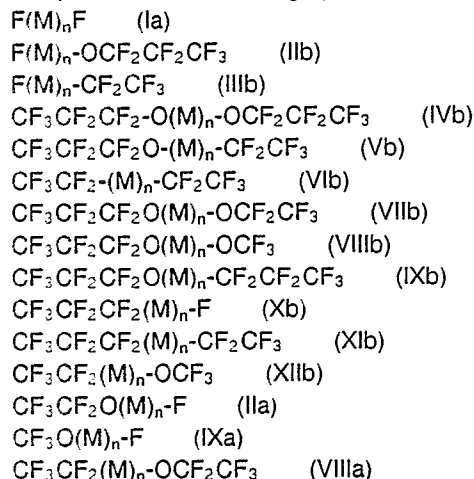 F(M)nF (Ia)
F(M)n-OCF2CF2CF3 (IIb)
F(M)n-CF2CF3 (IIIb)
CF3CF2CF2-O(M)n-OCF2CF2CF3 (IVb)
CF3CF2CF2O-(M)n-CF2CF3 (Vb)
CF3CF2-(M)n-CF2CF3 (VIb)
CF3CF2CF2O(M)n-OCF2CF3 (VIIb)
CF3CF2CF2O(M)n-OCF3 (VIIIb)
CF3CF2CF2O(M)n-CF2CF2CF3 (IXb)
CF3CF2CF2(M)n-F (Xb)
CF3CF2CF2(M)n-CF2CF3 (XIb)
CF3CF2(M)n-OCF3 (XIIb)
CF3CF2O(M)n-F (IIa)
CF3O(M)n-F (IXa)
CF3CF2(M)n-OCF2CF3 (VIIIa)